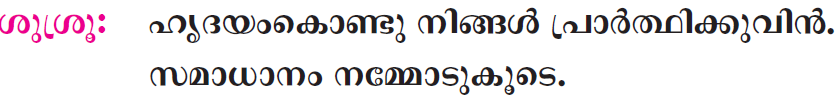 ശുശ്രൂ: ഹൃദയംകൊണ്ടു നിങ്ങൾ പ്രാർത്ഥിക്കുവിൻ.
സമാധാനം നമ്മോടുകൂടെ.